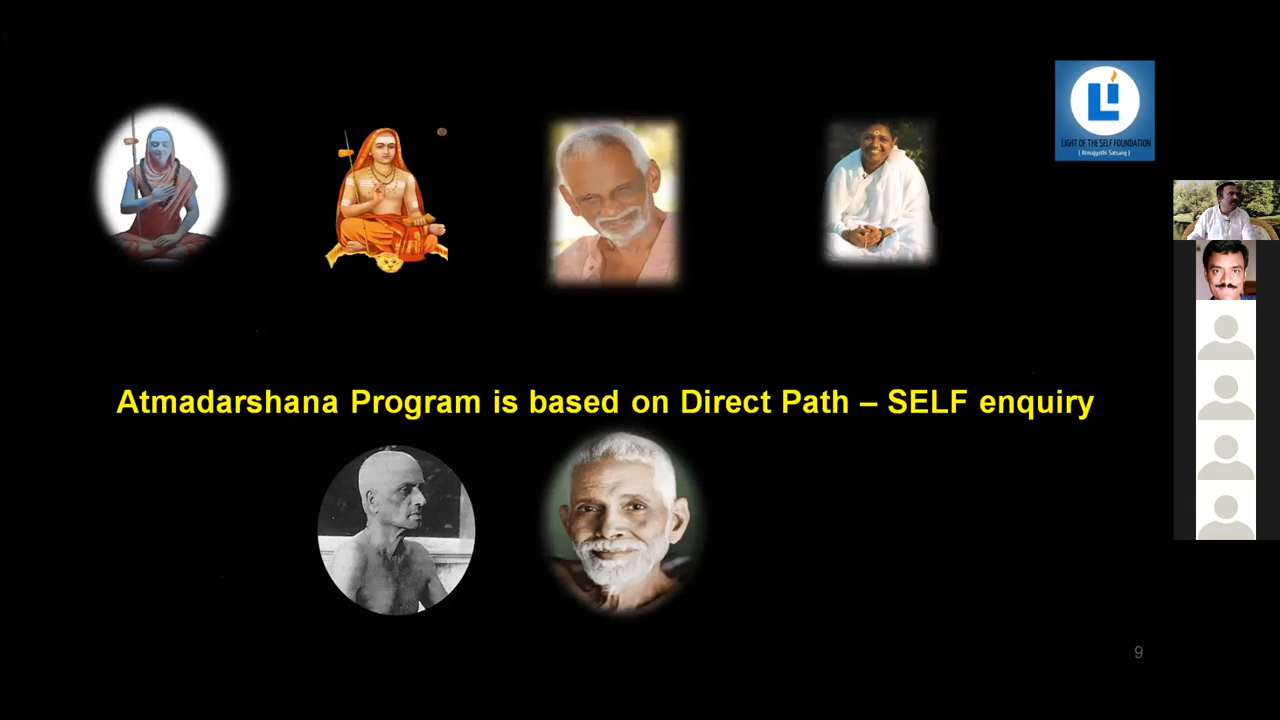 LIGHT OF THE SELF FOUNDATION
( Atmajyothi Satsang )
Atmadarshana Program is based on Direct Path – SELF enquiry
9